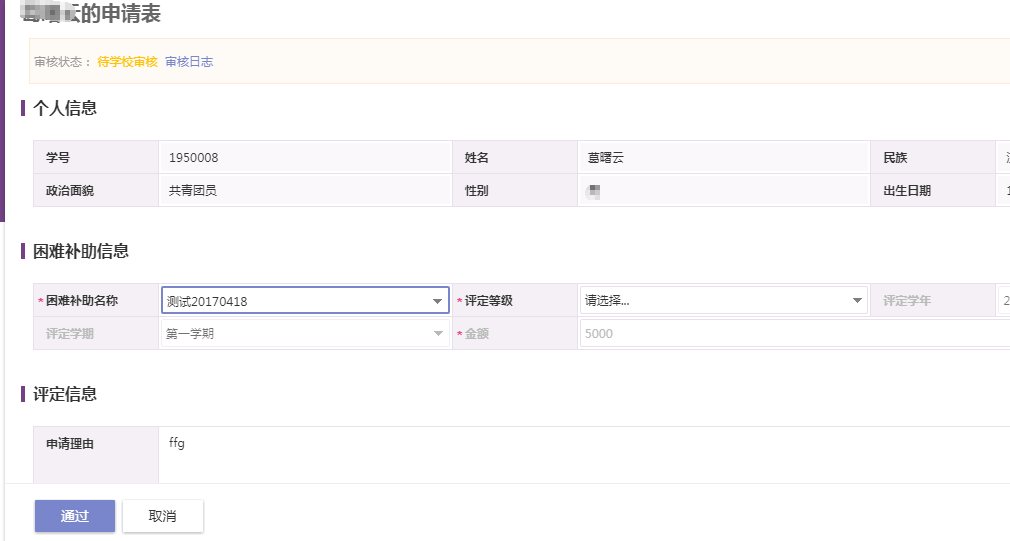 云的申请表
审核状态： 待学校审核 审核日志
个人信息
学号 1950008 姓名 葛曙云 民族
政治面貌 共青团员 性别 出生日期 1
困难补助信息
*困难补助名称 测试20170418 *评定等级 请选择... 评定学年 2
评定学期 第一学期 *金额 5000
评定信息
申请理由 ffg
通过 取消